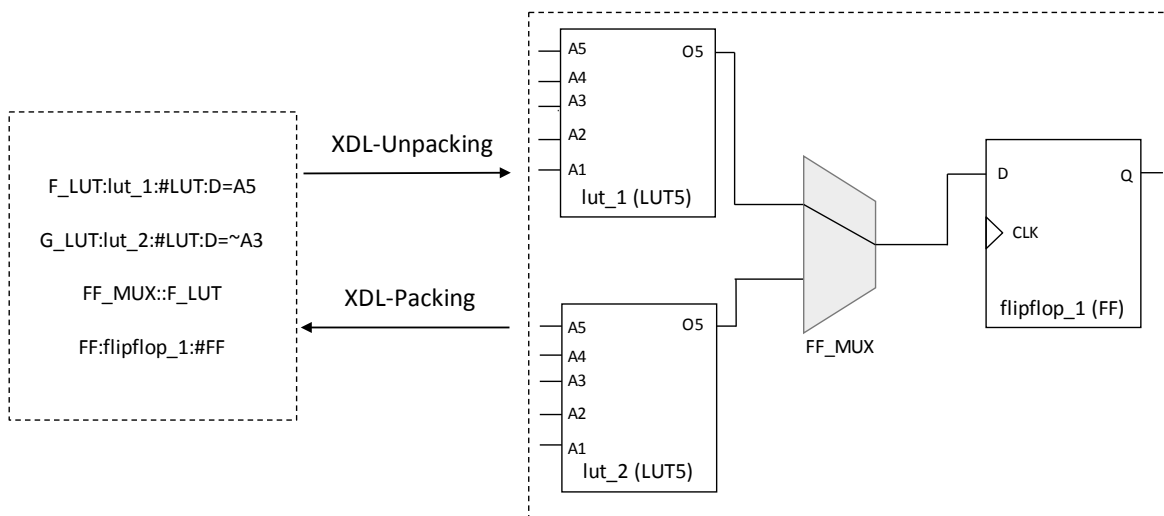 F_LUT:lut_1:#LUT:D=A5
G_LUT:lut_2:#LUT:D=~A3
FF_MUX::F_LUT
FF:flipflop_1:#FF
XDL-Unpacking
XDL-Packing
A5
A4
A3
A2
A1
O5
lut_1 (LUT5)
A5
A4
A3
A2
A1
O5
lut_2 (LUT5)
FF_MUX
D
Q
CLK
flipflop_1 (FF)